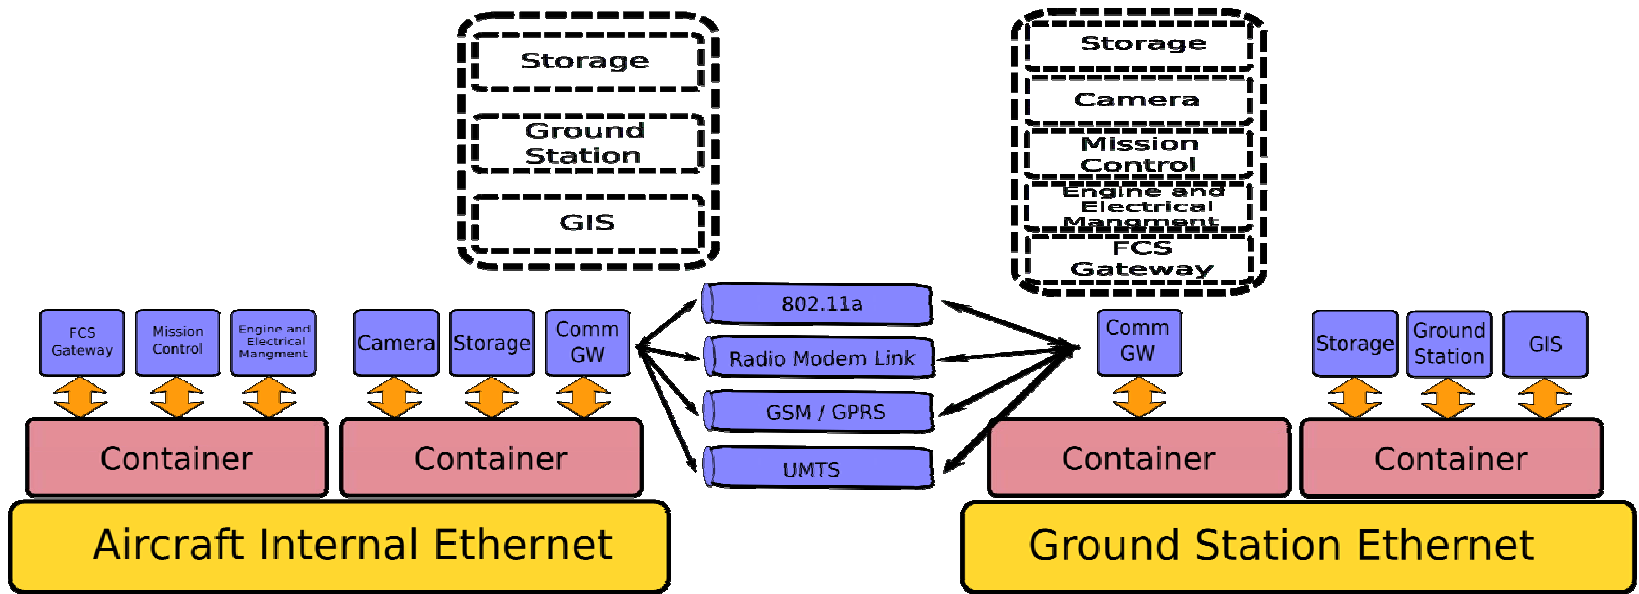 Storage
Ground
Station
GIS
Storage
Camera
Mission
Control
Engine and
Electrical
Mangment
FCS
Gateway
FCS
Gateway
Mission
Control
Engine and
Electrical
Mangment
Camera
Storage
Comm
GW
802.11a
Radio Modem Link
GSM / GPRS
UMTS
Comm
GW
Storage
Ground
Station
GIS
Container
Container
Container
Container
Aircraft Internal Ethernet
Ground Station Ethernet